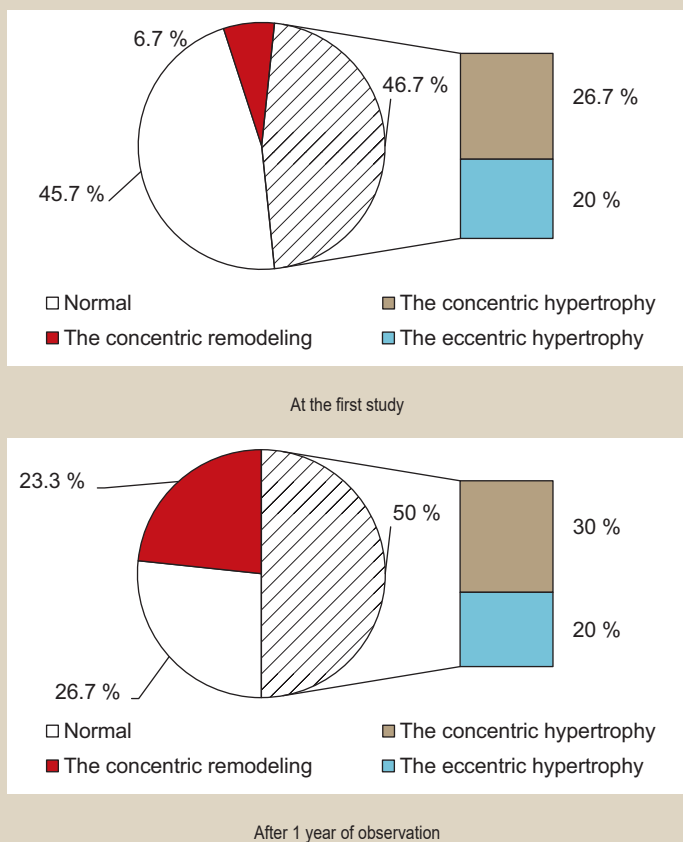 6.7 %
46.7 %
26.7 %
45.7 %
20 %
Normal
The concentric hypertrophy
The concentric remodeling
The eccentric hypertrophy
At the first study
23.3 %
50 %
30 %
20 %
26.7 %
Normal
The concentric hypertrophy
The concentric remodeling
The eccentric hypertrophy
After 1 year of observation